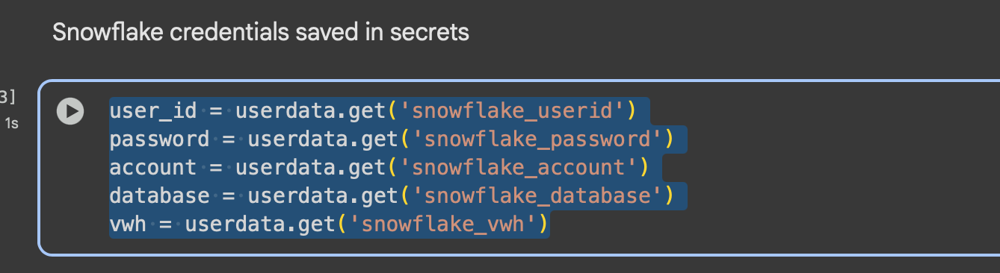 Snowflake credentials saved in secrets
3]
1s
user_id = userdata.get('snowflake_userid')
password = userdata.get('snowflake_password')
account = userdata.get('snowflake_account')
database = userdata.get('snowflake_database')
vwh = userdata.get('snowflake_vwh')